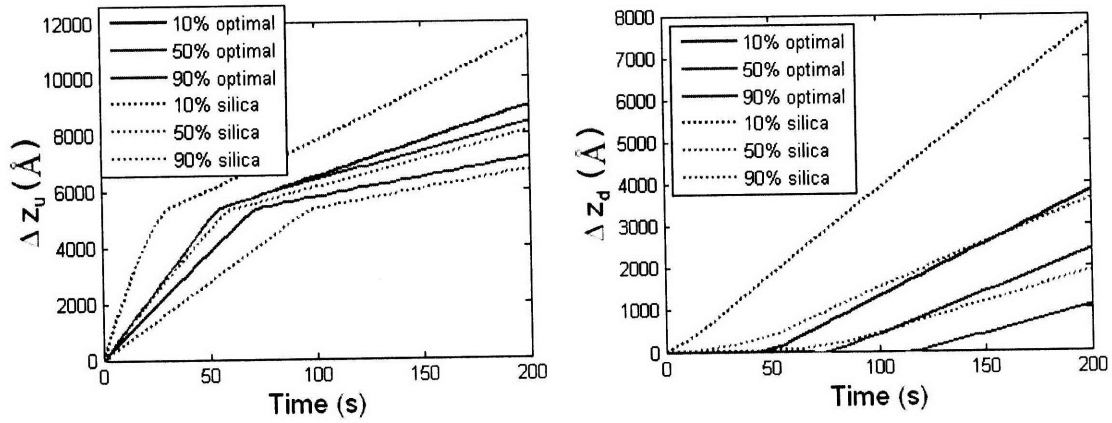 12000
10000
8000
6000
4000
2000
0
Δ z_u (Å)
10% optimal
50% optimal
90% optimal
10% silica
50% silica
90% silica
0 50 100 150 200
Time (s)
8000
7000
6000
5000
4000
3000
2000
1000
0
Δ z_d (Å)
10% optimal
50% optimal
90% optimal
10% silica
50% silica
90% silica
0 50 100 150 200
Time (s)